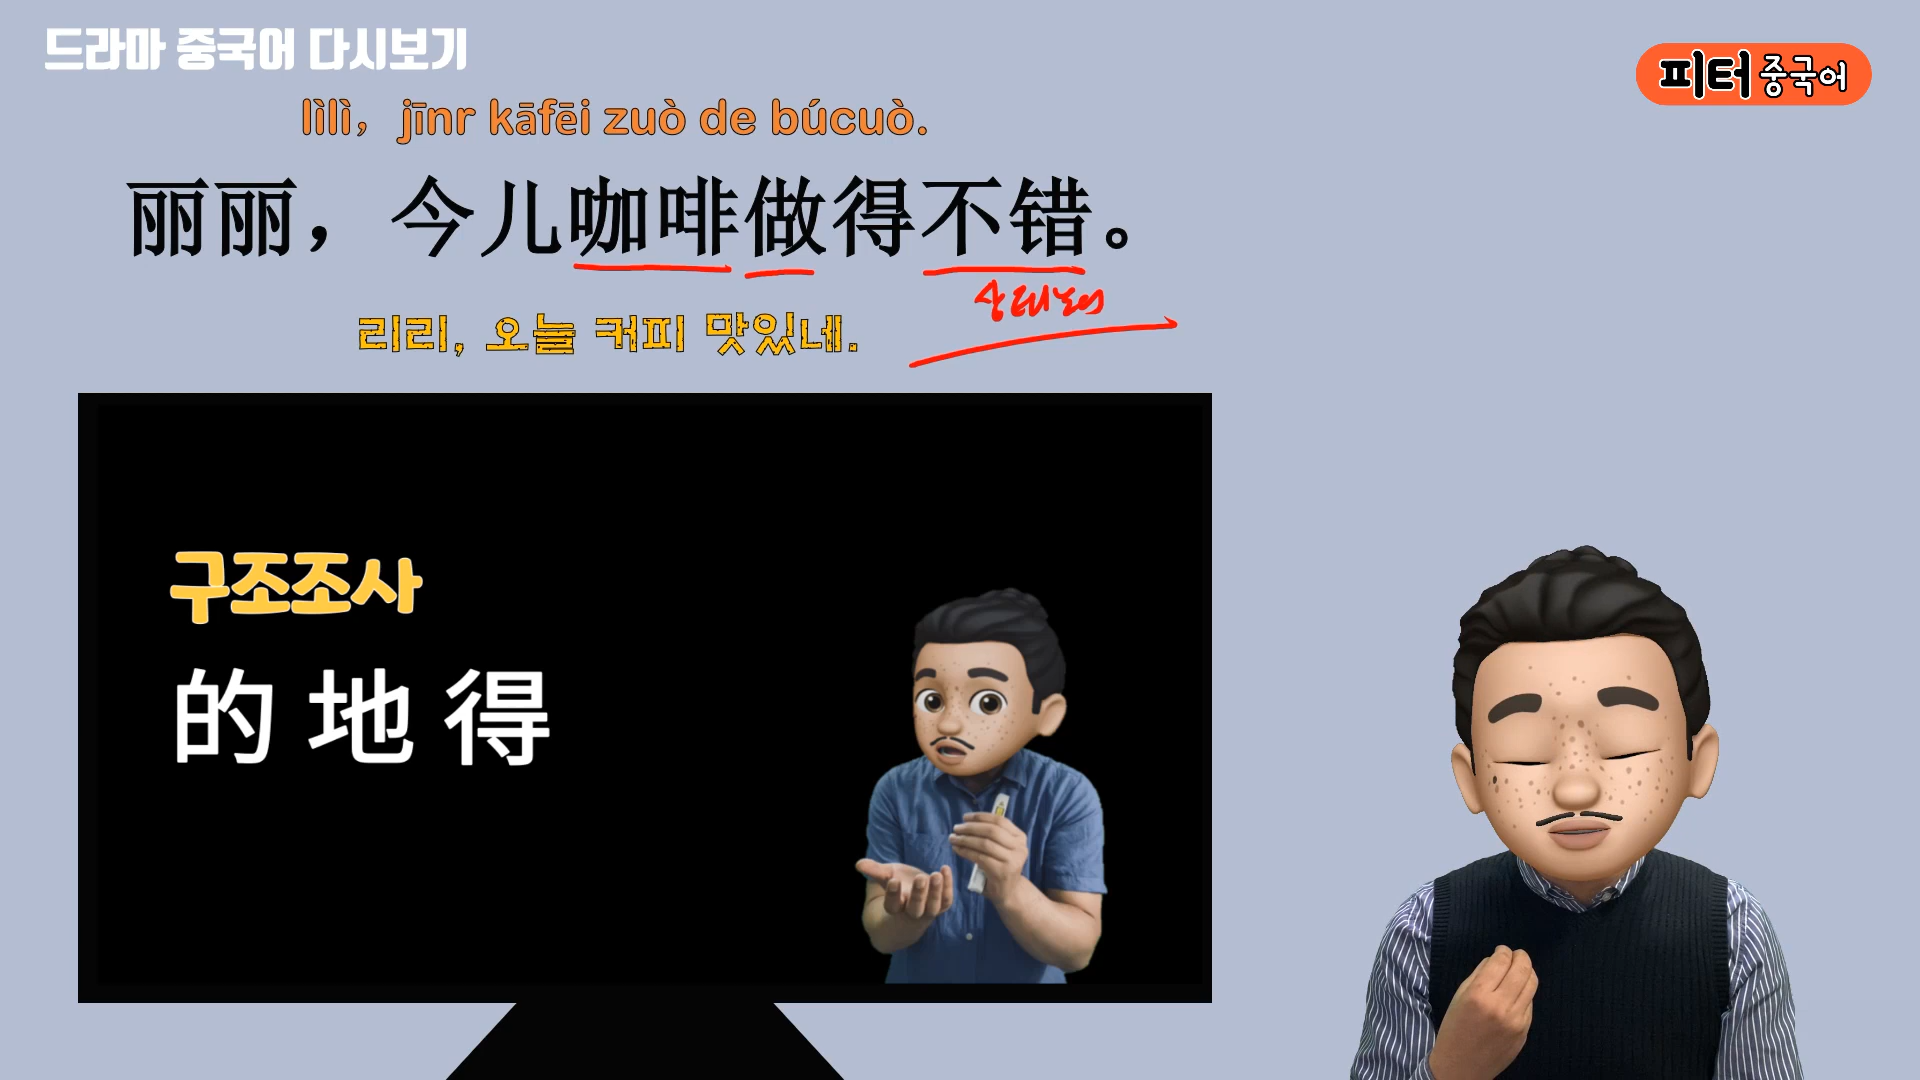 드라마 중국어 다시보기
피터 중국어
lìlì，jīnr kāfēi zuò de búcuò.
丽丽，今儿咖啡做得不错。
리리, 오늘 커피 맛있네.
구조조사
的 地 得